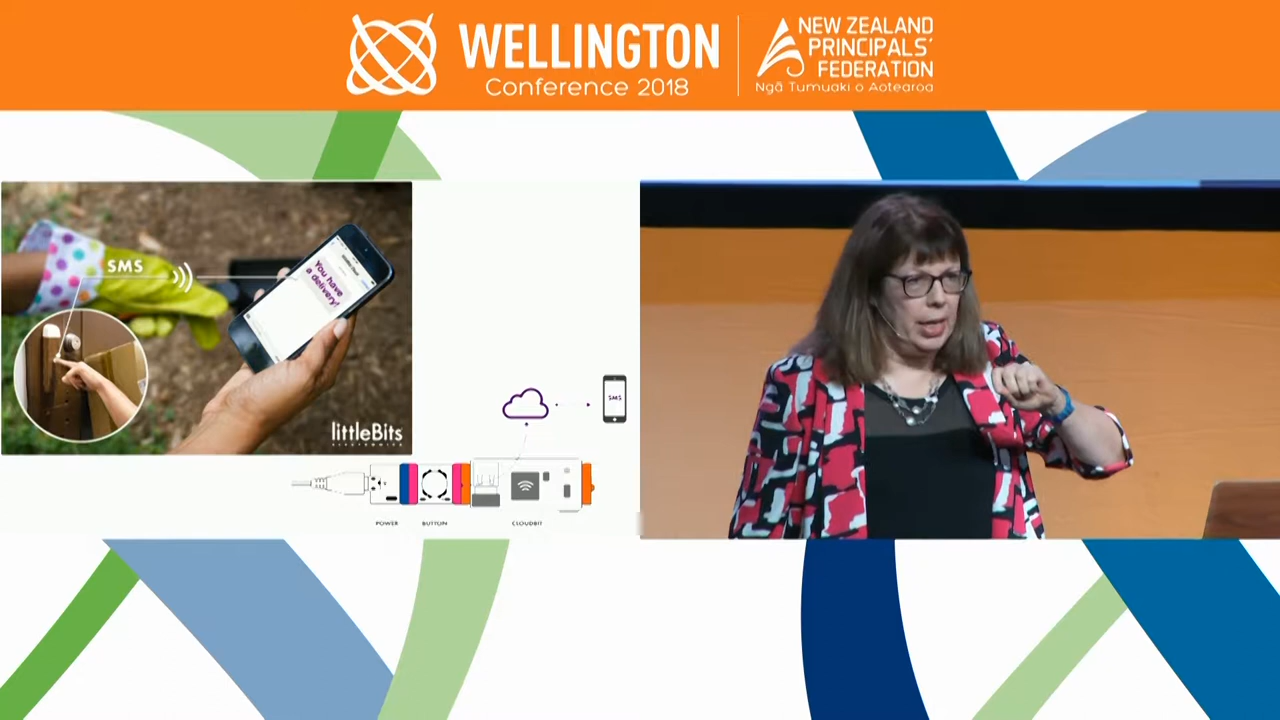 WELLINGTON
Conference 2018
NEW ZEALAND
PRINCIPALS'
FEDERATION
Ngā Tumuaki o Aotearoa
SMS
You have
a delivery!
littleBits
ELECTRONICS
SMS
POWER
BUTTON
CLOUDBIT